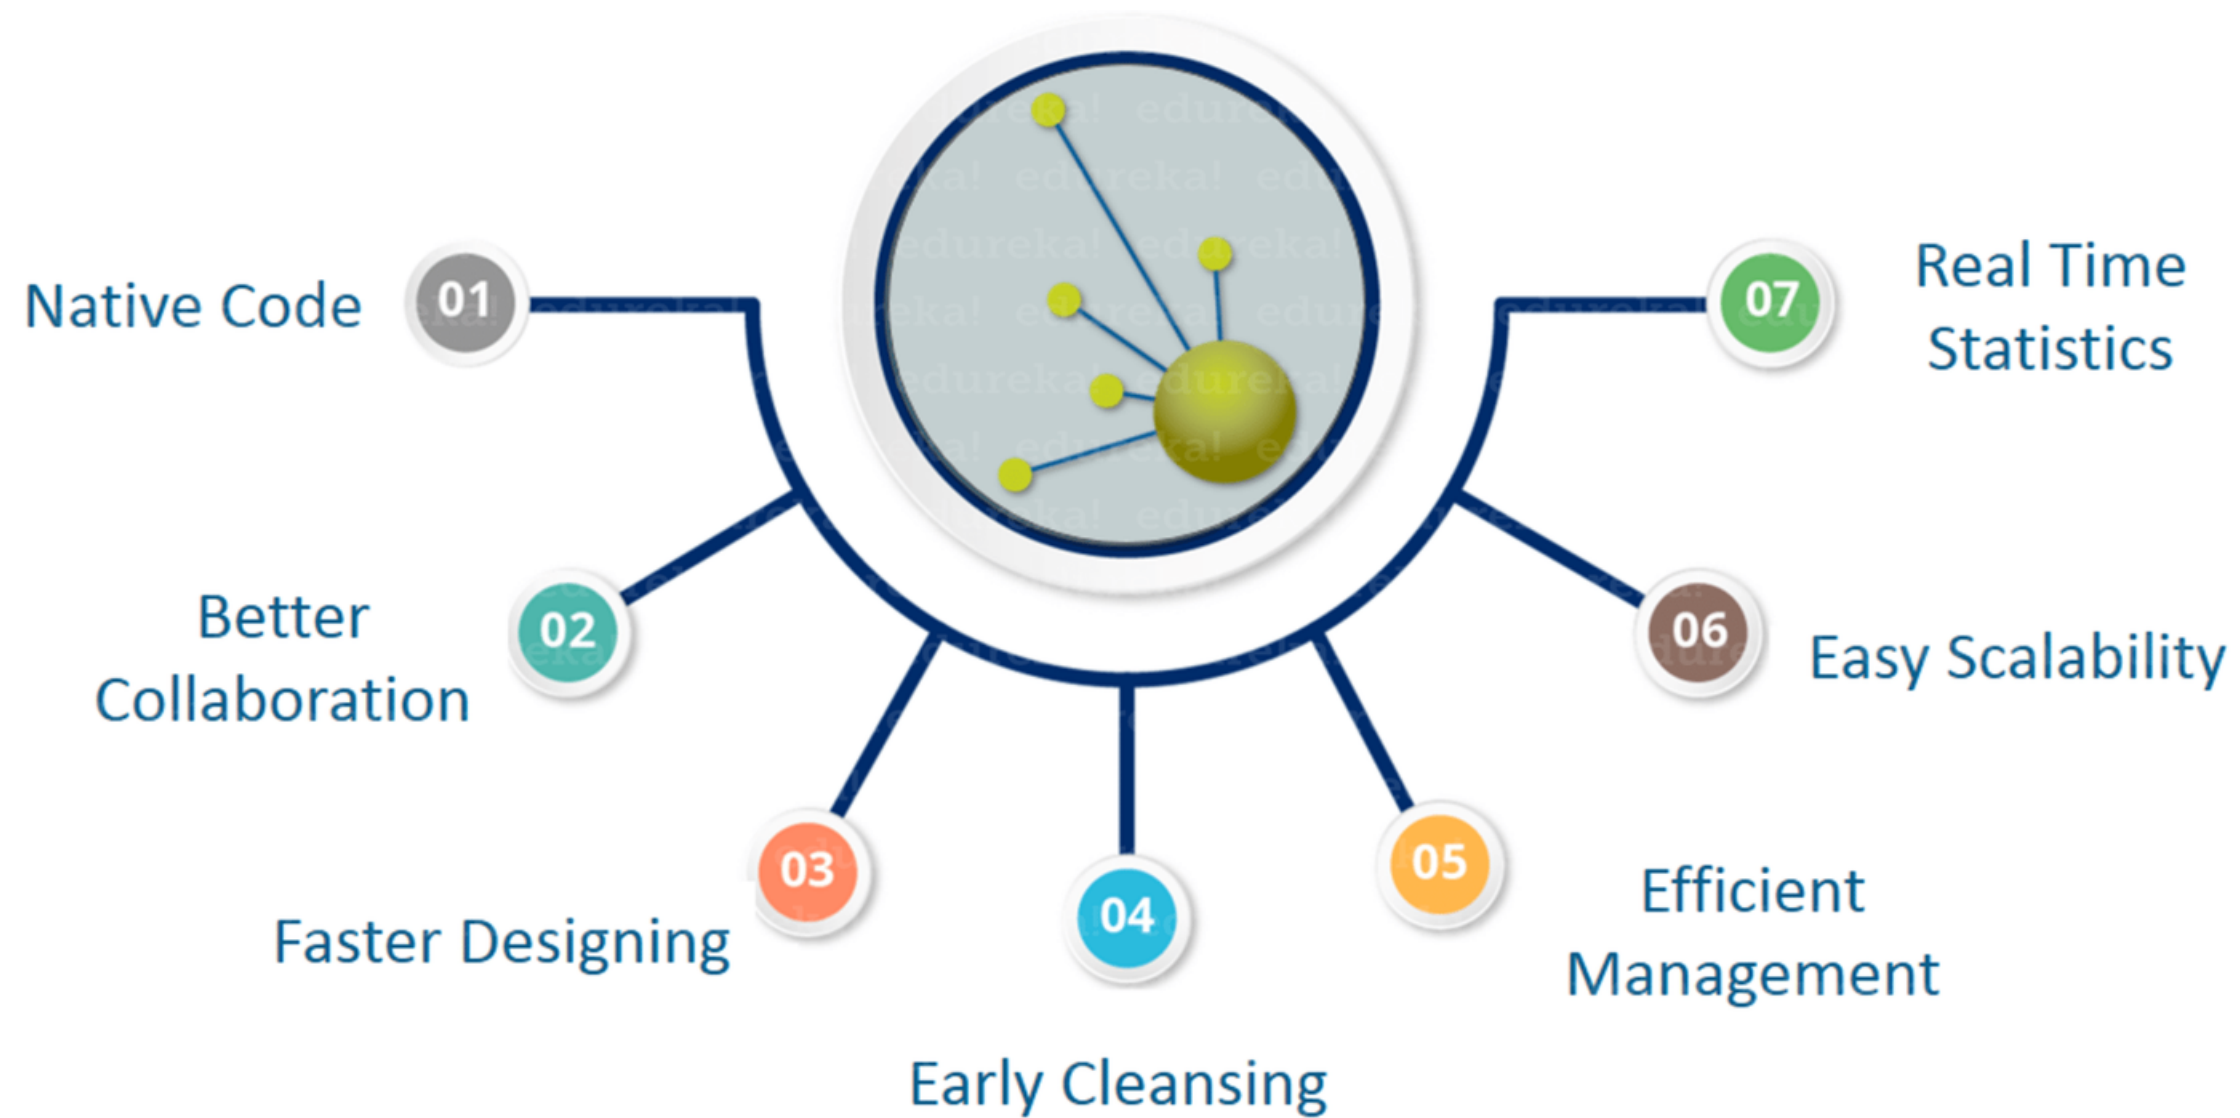 01
Native Code
02
Better
Collaboration
03
Faster Designing
04
Early Cleansing
05
Efficient
Management
06
Easy Scalability
07
Real Time
Statistics
edureka!